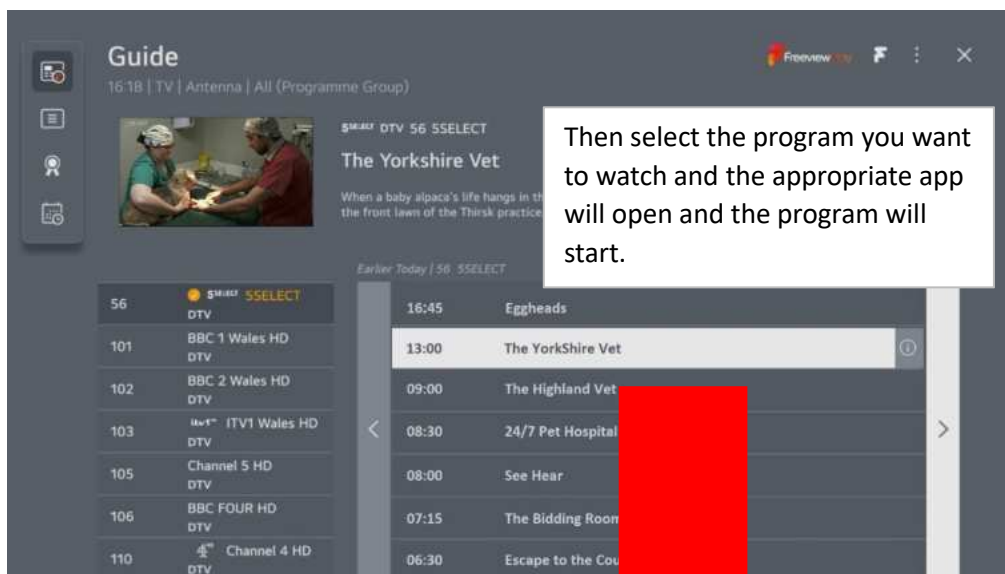 Guide
Freeview
16:18 | TV | Antenna | All (Programme Group)
5SELECT DTV 56 5SELECT
The Yorkshire Vet
When a baby alpaca's life hangs in th
the front lawn of the Thirsk practice
Then select the program you want
to watch and the appropriate app
will open and the program will
start.
Earlier Today | 56 5SELECT
56 5SELECT 5SELECT
DTV
101 BBC 1 Wales HD
DTV
102 BBC 2 Wales HD
DTV
103 ITV1 Wales HD
DTV
105 Channel 5 HD
DTV
106 BBC FOUR HD
DTV
110 Channel 4 HD
DTV
16:45 Eggheads
13:00 The YorkShire Vet
09:00 The Highland Vet
08:30 24/7 Pet Hospital
08:00 See Hear
07:15 The Bidding Room
06:30 Escape to the Cou